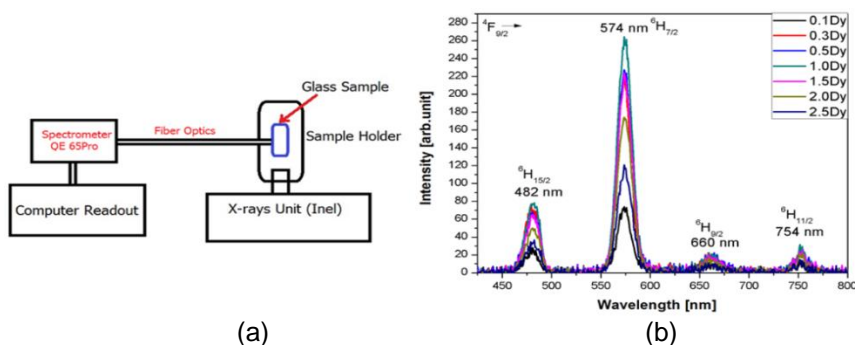 Glass Sample
Spectrometer
QE 65Pro
Fiber Optics
Sample Holder
Computer Readout
X-rays Unit (Inel)
(a)
⁴F₉/₂
574 nm ⁶H₇/₂
0.1Dy
0.3Dy
0.5Dy
1.0Dy
1.5Dy
2.0Dy
2.5Dy
⁶H₁₅/₂
482 nm
⁶H₉/₂
660 nm
⁶H₁₁/₂
754 nm
Intensity [arb.unit]
280
260
240
220
200
180
160
140
120
100
80
60
40
20
0
450 500 550 600 650 700 750 800
Wavelength [nm]
(b)